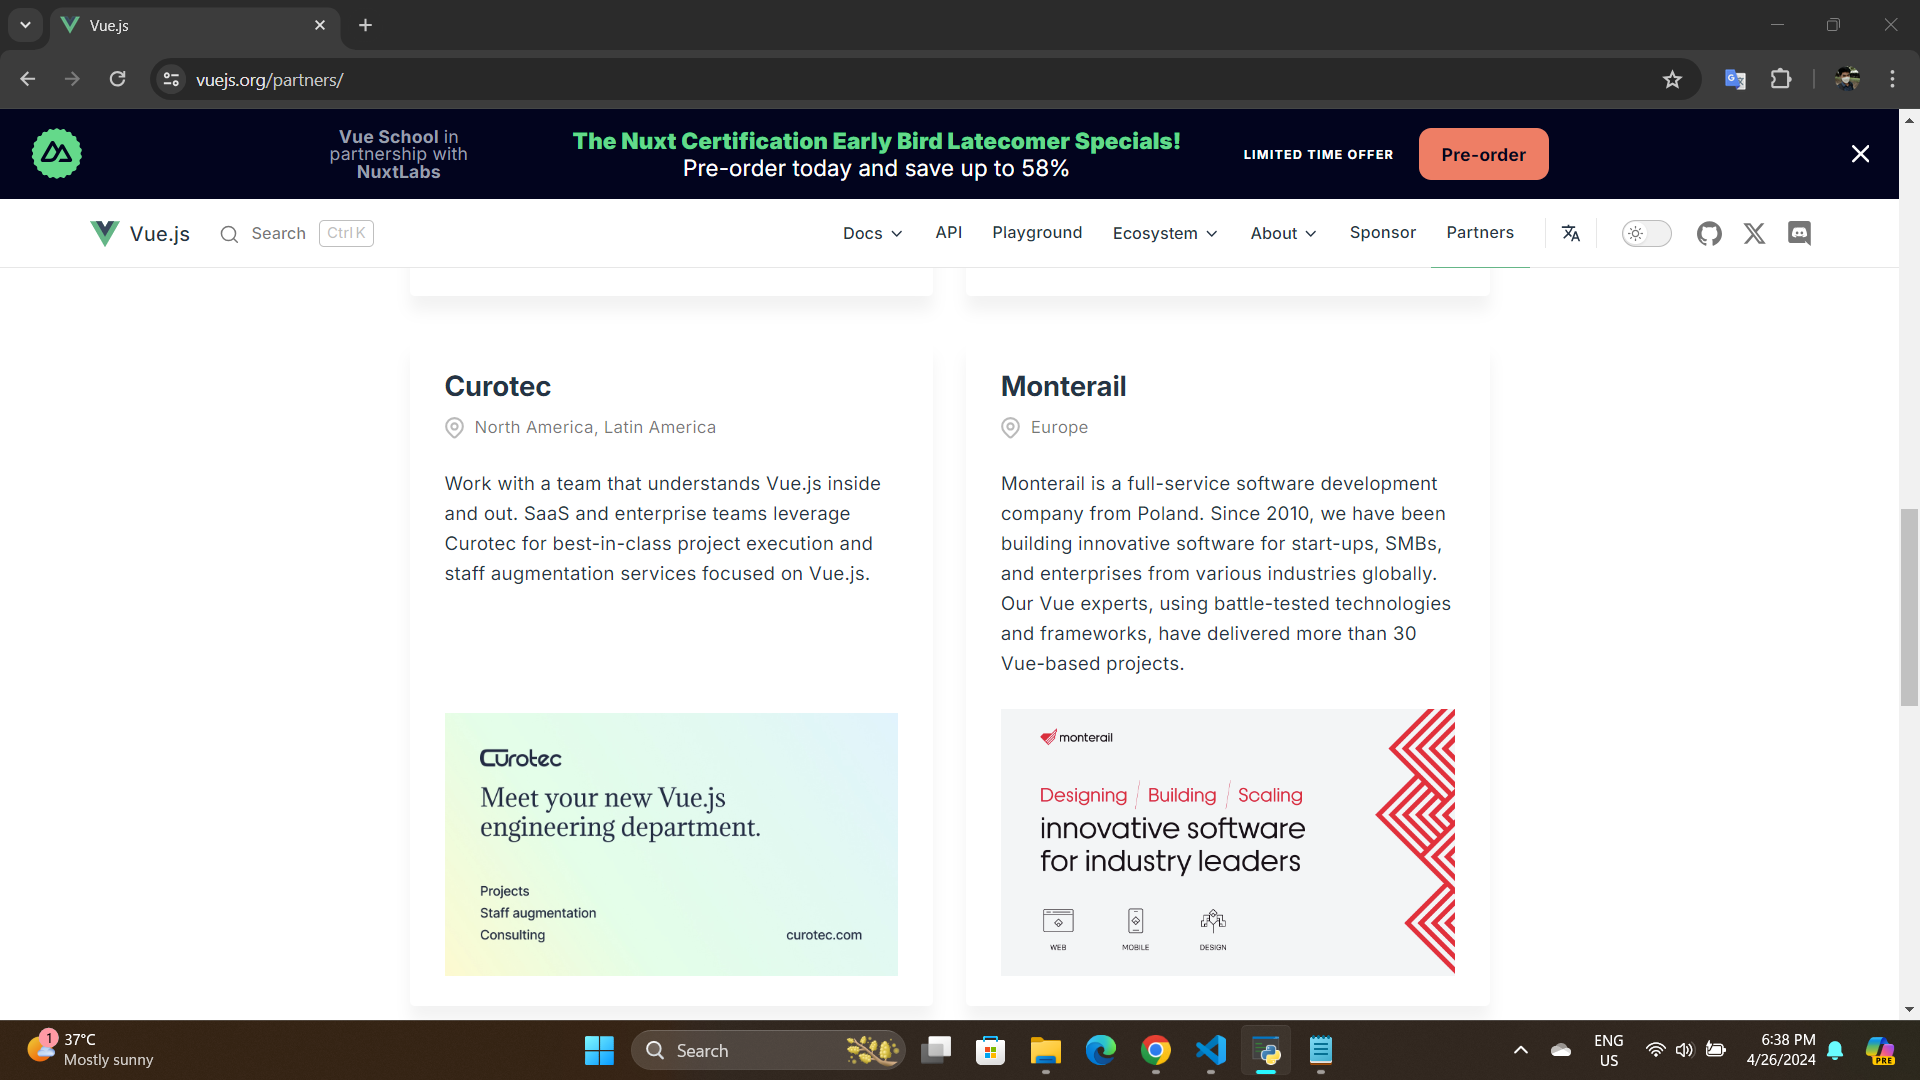 Vue.js
vuejs.org/partners/
Vue School in
partnership with
NuxtLabs
The Nuxt Certification Early Bird Latecomer Specials!
Pre-order today and save up to 58%
LIMITED TIME OFFER
Pre-order
Vue.js
Search
Ctrl K
Docs
API
Playground
Ecosystem
About
Sponsor
Partners
Curotec
North America, Latin America
Work with a team that understands Vue.js inside
and out. SaaS and enterprise teams leverage
Curotec for best-in-class project execution and
staff augmentation services focused on Vue.js.
Curotec
Meet your new Vue.js
engineering department.
Projects
Staff augmentation
Consulting
curotec.com
Monterail
Europe
Monterail is a full-service software development
company from Poland. Since 2010, we have been
building innovative software for start-ups, SMBs,
and enterprises from various industries globally.
Our Vue experts, using battle-tested technologies
and frameworks, have delivered more than 30
Vue-based projects.
monterail
Designing / Building / Scaling
innovative software
for industry leaders
WEB
MOBILE
DESIGN
1
37°C
Mostly sunny
Search
ENG
US
6:38 PM
4/26/2024
PRE